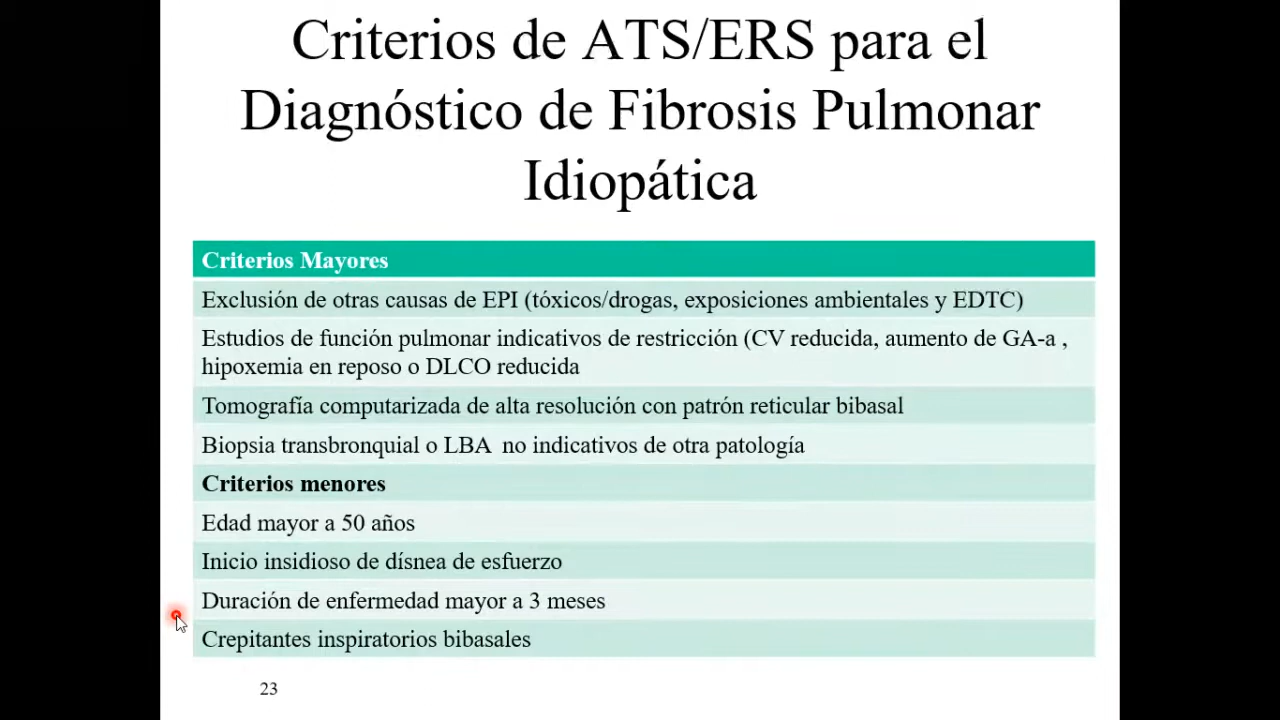 Criterios de ATS/ERS para el
Diagnóstico de Fibrosis Pulmonar
Idiopática
Criterios Mayores
Exclusión de otras causas de EPI (tóxicos/drogas, exposiciones ambientales y EDTC)
Estudios de función pulmonar indicativos de restricción (CV reducida, aumento de GA-a ,
hipoxemia en reposo o DLCO reducida
Tomografía computarizada de alta resolución con patrón reticular bibasal
Biopsia transbronquial o LBA no indicativos de otra patología
Criterios menores
Edad mayor a 50 años
Inicio insidioso de dísnea de esfuerzo
Duración de enfermedad mayor a 3 meses
Crepitantes inspiratorios bibasales
23